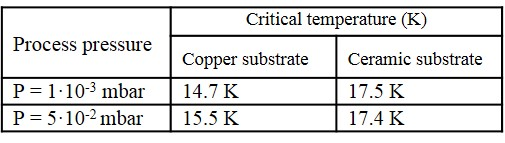 Process pressure
Critical temperature (K)
Copper substrate
Ceramic substrate
P = 1·10⁻³ mbar 14.7 K 17.5 K
P = 5·10⁻² mbar 15.5 K 17.4 K